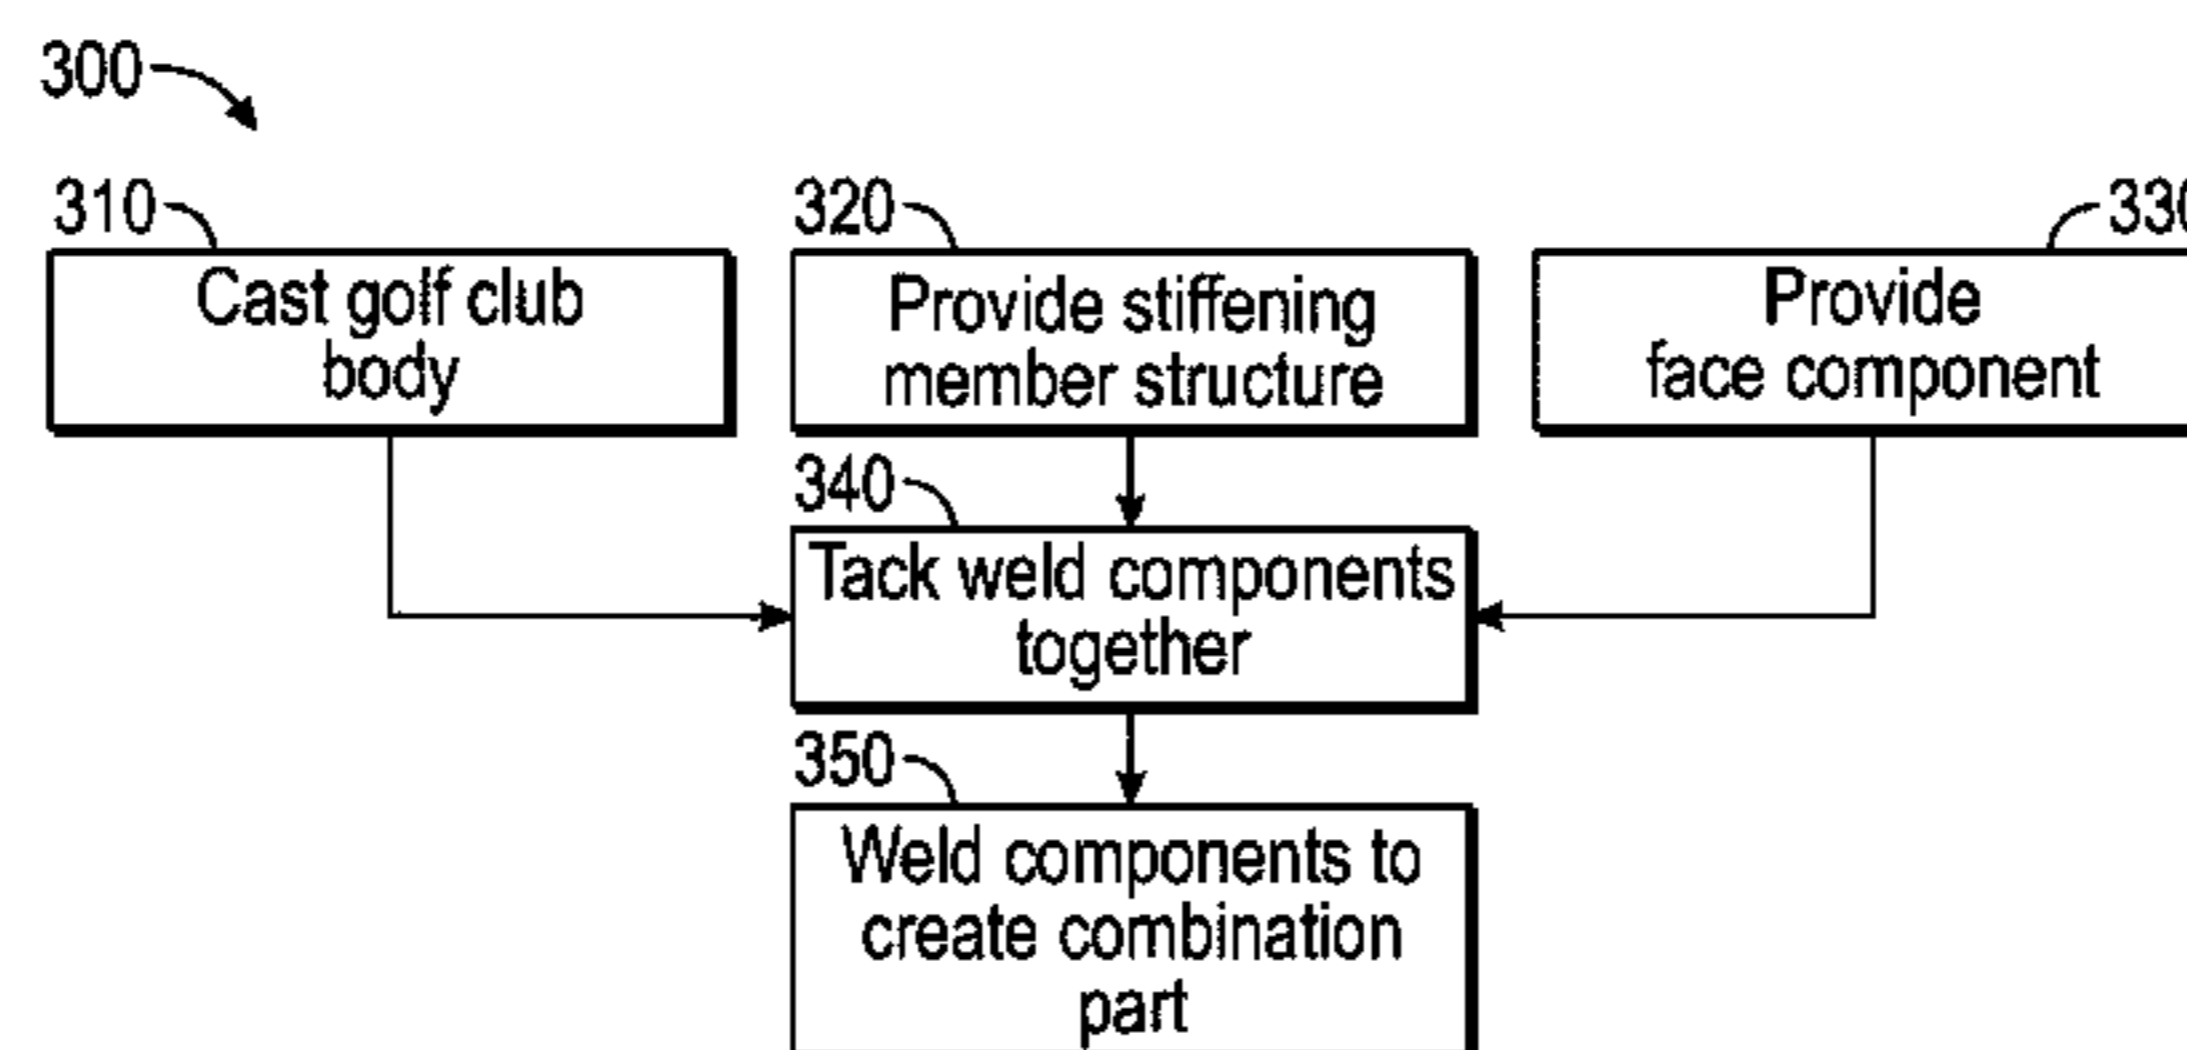 300
310
320
330
Cast golf club
body
Provide stiffening
member structure
Provide
face component
340
Tack weld components
together
350
Weld components to
create combination
part